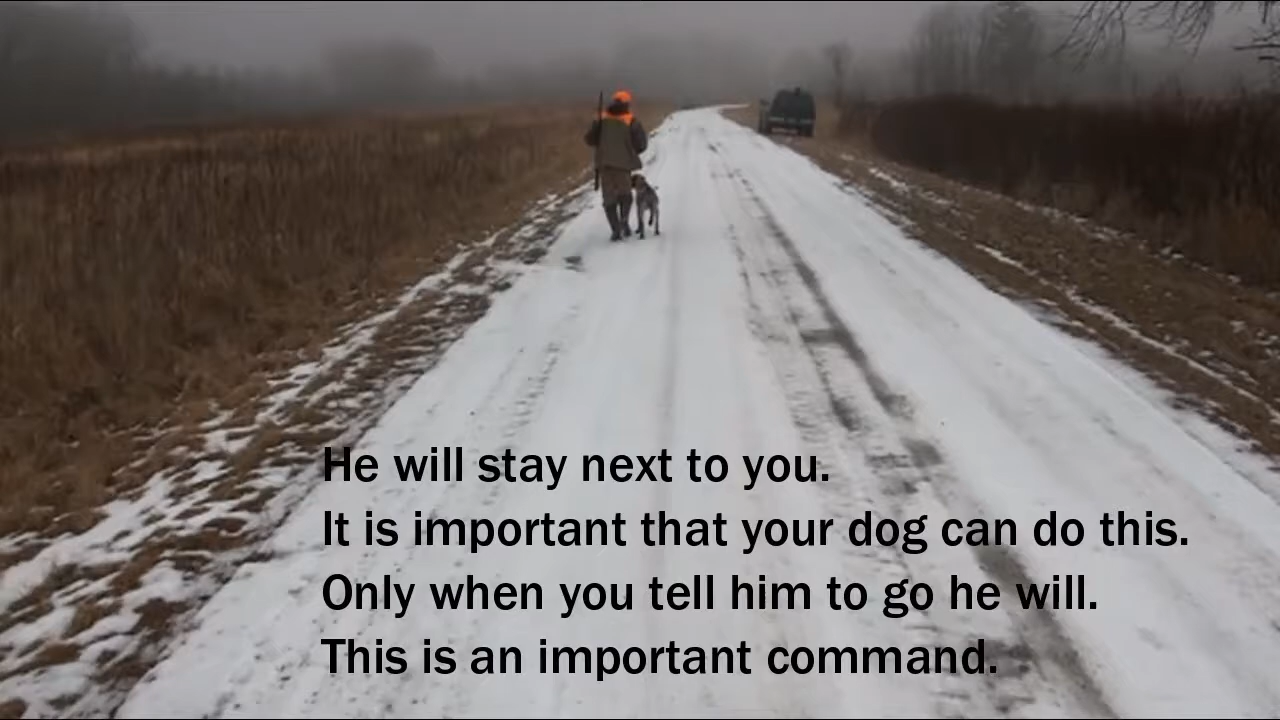 He will stay next to you.
It is important that your dog can do this.
Only when you tell him to go he will.
This is an important command.